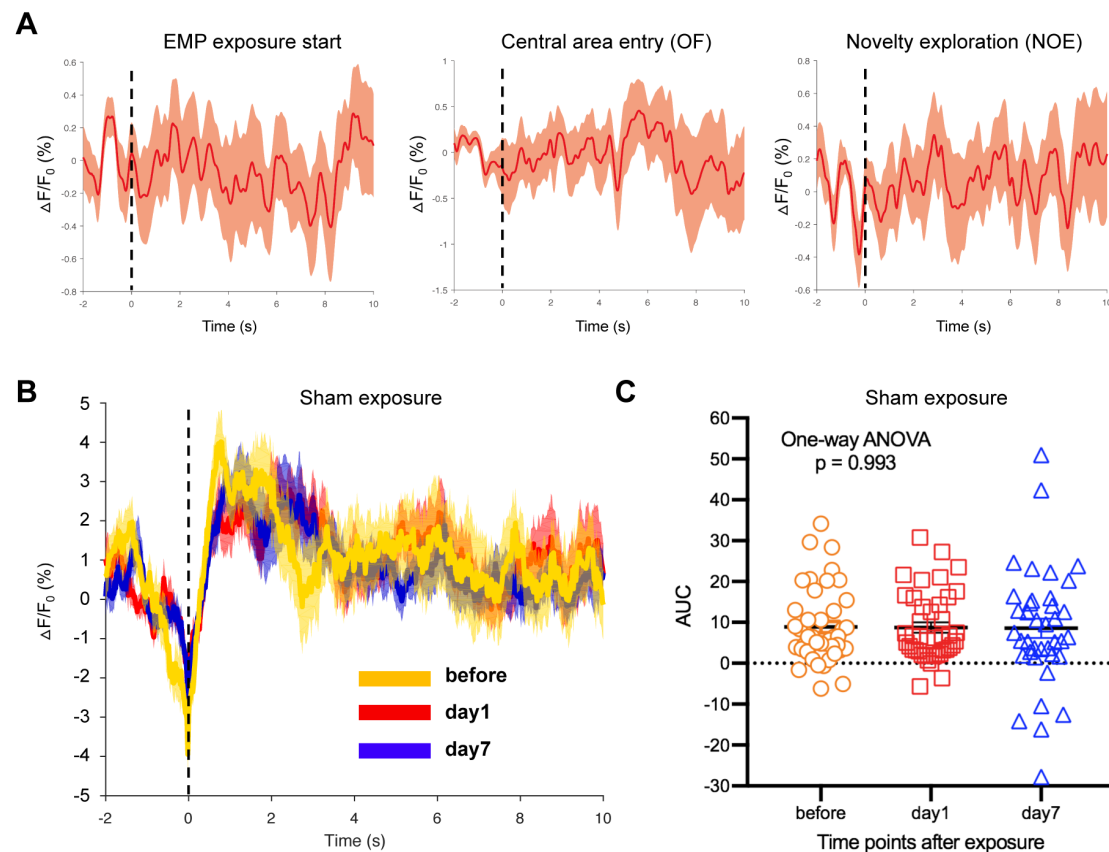 A
EMP exposure start
Central area entry (OF)
Novelty exploration (NOE)
ΔF/F0 (%)
0.6
0.4
0.2
0
-0.2
-0.4
-0.6
-0.8
-2 0 2 4 6 8 10
Time (s)
ΔF/F0 (%)
1
0.5
0
-0.5
-1
-1.5
-2 0 2 4 6 8 10
Time (s)
ΔF/F0 (%)
0.8
0.6
0.4
0.2
0
-0.2
-0.4
-0.6
-2 0 2 4 6 8 10
Time (s)
B
Sham exposure
ΔF/F0 (%)
5
4
3
2
1
0
-1
-2
-3
-4
-5
before
day1
day7
-2 0 2 4 6 8 10
Time (s)
C
Sham exposure
One-way ANOVA
p = 0.993
AUC
60
50
40
30
20
10
0
-10
-20
-30
before day1 day7
Time points after exposure